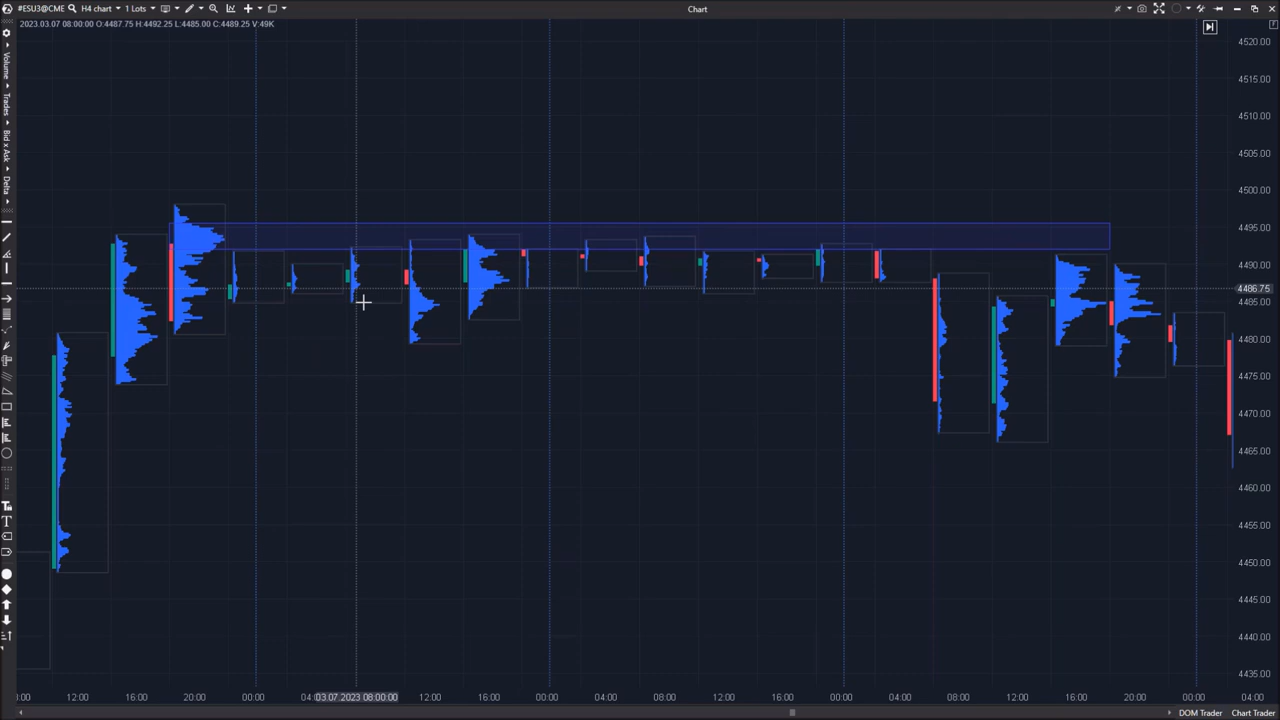 #ESU3@CME H4 chart 1 Lots Chart
2023.03.07 08:00:00 O:4487.75 H:4492.25 L:4485.00 C:4489.25 V:49K
F
Volume
Trades
Bid x Ask
Delta
4520.00
4515.00
4510.00
4505.00
4500.00
4495.00
4490.00
4486.75
4485.00
4480.00
4475.00
4470.00
4465.00
4460.00
4455.00
4450.00
4445.00
4440.00
4435.00
:00 12:00 16:00 20:00 00:00 04: 03.07.2023 08:00:00 12:00 16:00 00:00 04:00 08:00 12:00 16:00 00:00 04:00 08:00 12:00 16:00 20:00 00:00 04:00
DOM Trader Chart Trader